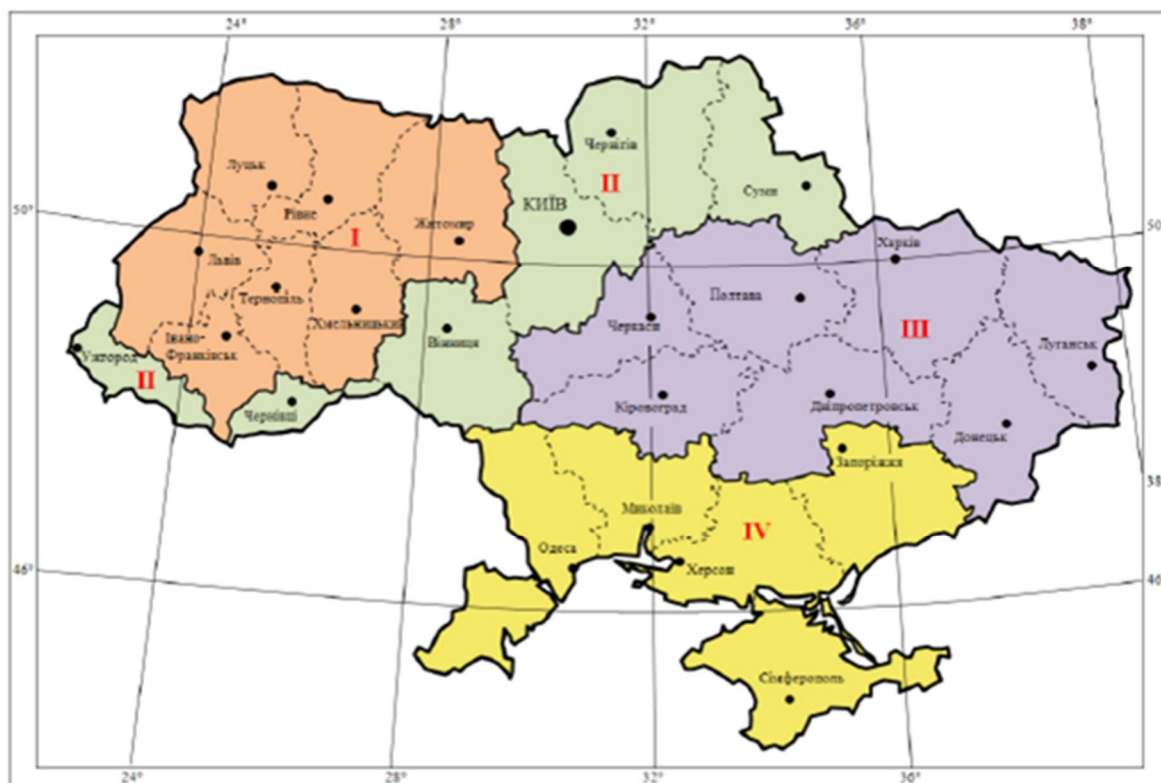 24°
28°
32°
36°
38°
50°
50
46°
46
38
24°
28°
32°
36°
Луцьк
Рівне
Житомир
I
Львів
Тернопіль
Хмельницький
Івано-
Франківськ
Ужгород
II
Чернівці
Вінниця
КИЇВ
Чернігів
II
Суми
Харків
Полтава
Черкаси
III
Луганськ
Кіровоград
Дніпропетровськ
Донецьк
Запоріжжя
Миколаїв
IV
Одеса
Херсон
Сімферополь